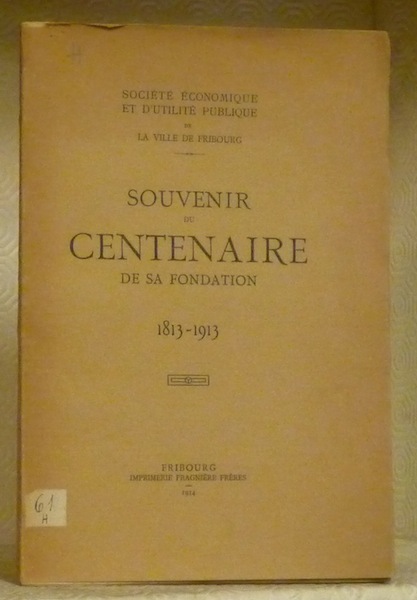 H
SOCIÉTÉ ÉCONOMIQUE
ET D'UTILITÉ PUBLIQUE
DE
LA VILLE DE FRIBOURG
SOUVENIR
DU
CENTENAIRE
DE SA FONDATION
1813-1913
FRIBOURG
IMPRIMERIE FRAGNIÈRE FRÈRES
1914
61
H